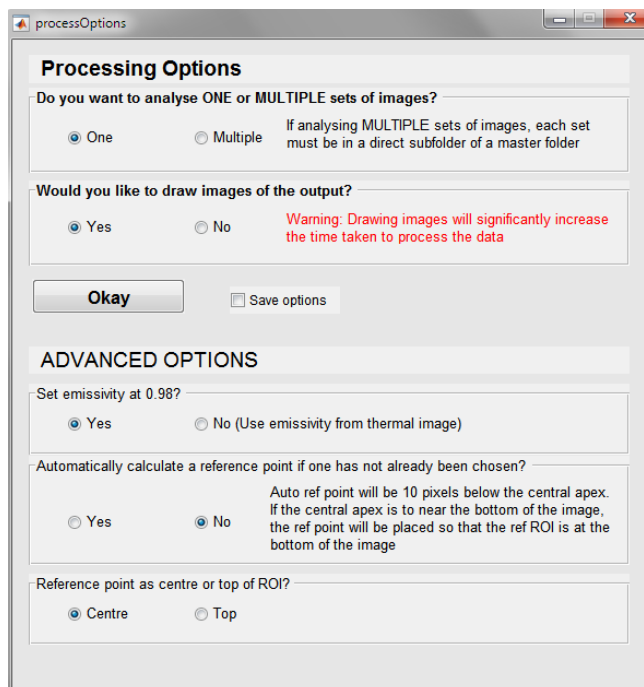 processOptions
Processing Options
Do you want to analyse ONE or MULTIPLE sets of images?
One
Multiple
If analysing MULTIPLE sets of images, each set
must be in a direct subfolder of a master folder
Would you like to draw images of the output?
Yes
No
Warning: Drawing images will significantly increase
the time taken to process the data
Okay
Save options
ADVANCED OPTIONS
Set emissivity at 0.98?
Yes
No (Use emissivity from thermal image)
Automatically calculate a reference point if one has not already been chosen?
Yes
No
Auto ref point will be 10 pixels below the central apex.
If the central apex is to near the bottom of the image,
the ref point will be placed so that the ref ROI is at the
bottom of the image
Reference point as centre or top of ROI?
Centre
Top